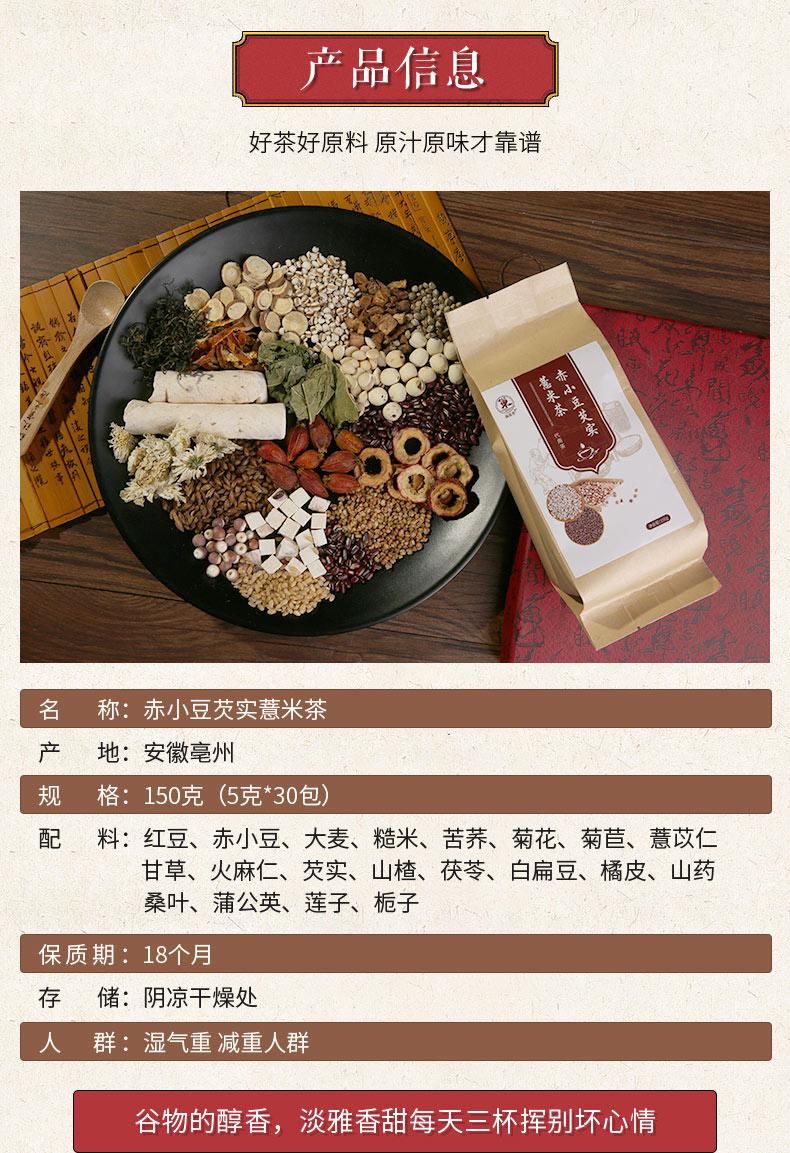 产品信息
好茶好原料 原汁原味才靠谱
赤小豆芡实
薏米茶
代用茶
名 称：赤小豆芡实薏米茶
产 地：安徽亳州
规 格：150克（5克*30包）
配 料：红豆、赤小豆、大麦、糙米、苦荞、菊花、菊苣、薏苡仁
甘草、火麻仁、芡实、山楂、茯苓、白扁豆、橘皮、山药
桑叶、蒲公英、莲子、栀子
保质期：18个月
存 储：阴凉干燥处
人 群：湿气重 减重人群
谷物的醇香，淡雅香甜每天三杯挥别坏心情